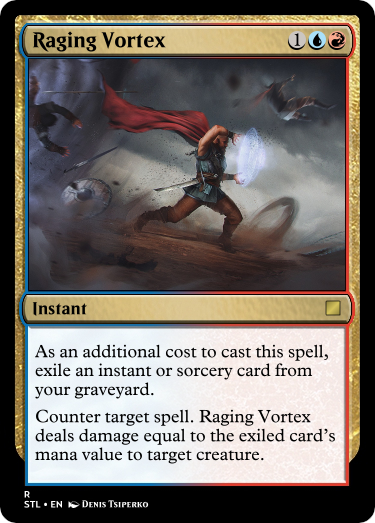 Raging Vortex 1
Instant
As an additional cost to cast this spell,
exile an instant or sorcery card from
your graveyard.
Counter target spell. Raging Vortex
deals damage equal to the exiled card's
mana value to target creature.
R
STL • EN Denis Tsiperko